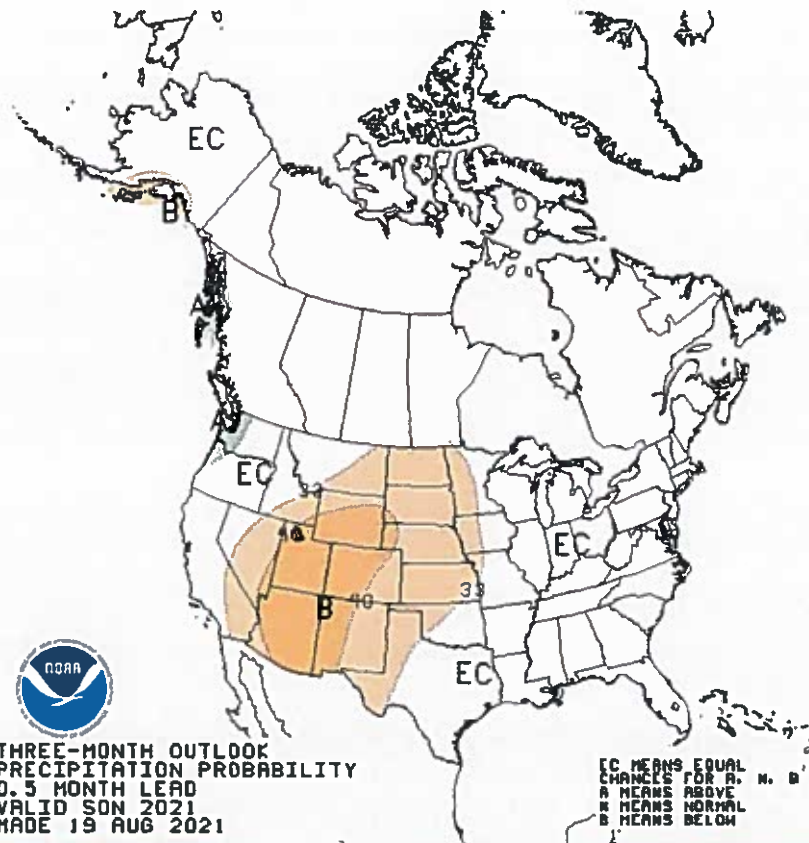 EC
B
A
A
EC
33
40
EC
B
40
33
EC
NOAA
THREE-MONTH OUTLOOK
PRECIPITATION PROBABILITY
0.5 MONTH LEAD
VALID SON 2021
MADE 19 AUG 2021
EC MEANS EQUAL
CHANCES FOR A, N, B
A MEANS ABOVE
N MEANS NORMAL
B MEANS BELOW